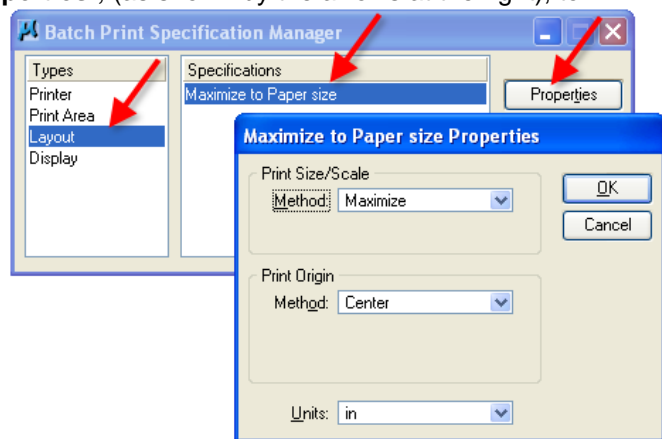 Batch Print Specification Manager
Types
Printer
Print Area
Layout
Display
Specifications
Maximize to Paper size
Properties
Maximize to Paper size Properties
Print Size/Scale
Method: Maximize
OK
Cancel
Print Origin
Method: Center
Units: in